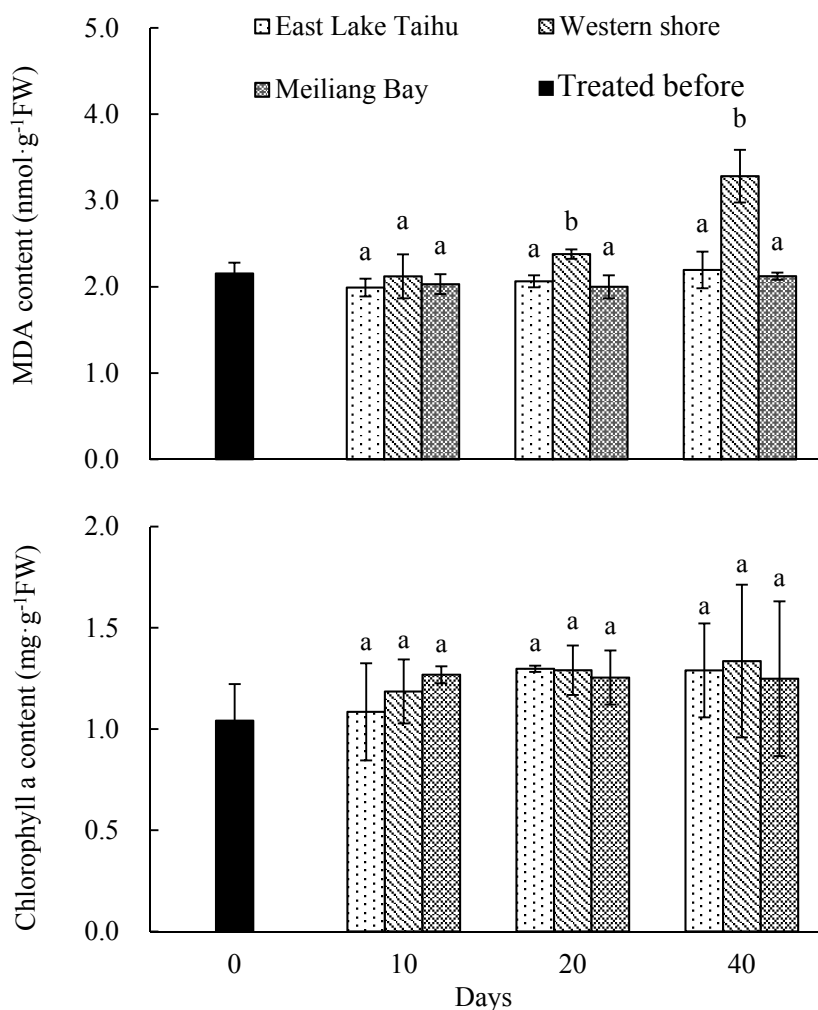 East Lake Taihu Western shore
Meiliang Bay Treated before
MDA content (nmol·g⁻¹FW)
5.0
4.0
3.0
2.0
1.0
0.0
a a a a b a a b a
Chlorophyll a content (mg·g⁻¹FW)
2.0
1.5
1.0
0.5
0.0
a a a a a a a a a
0 10 20 40
Days